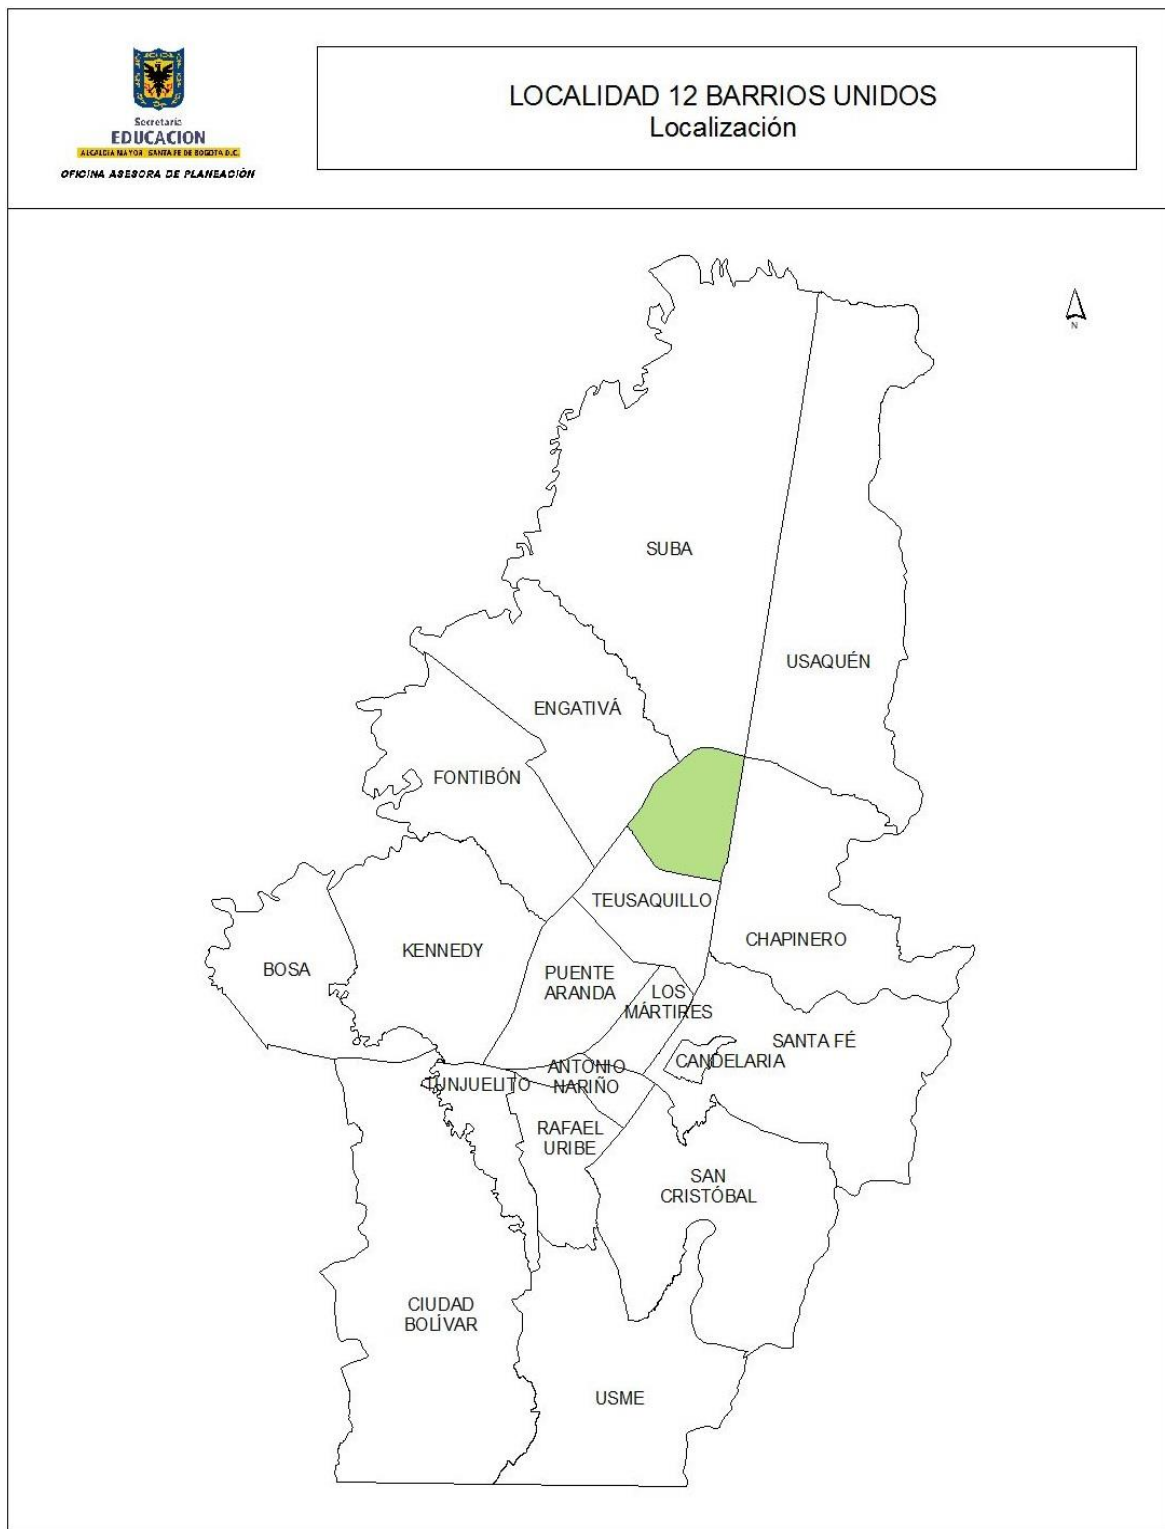 LOCALIDAD 12 BARRIOS UNIDOS
Localización
Secretaría
EDUCACION
ALCALDIA MAYOR SANTA FE DE BOGOTA D.C.
OFICINA ASESORA DE PLANEACIÓN
N
SUBA
USAQUÉN
ENGATIVÁ
FONTIBÓN
TEUSAQUILLO
CHAPINERO
KENNEDY
BOSA
PUENTE
ARANDA
LOS
MÁRTIRES
SANTA FÉ
CANDELARIA
ANTONIO
NARIÑO
TUNJUELITO
RAFAEL
URIBE
SAN
CRISTÓBAL
CIUDAD
BOLÍVAR
USME